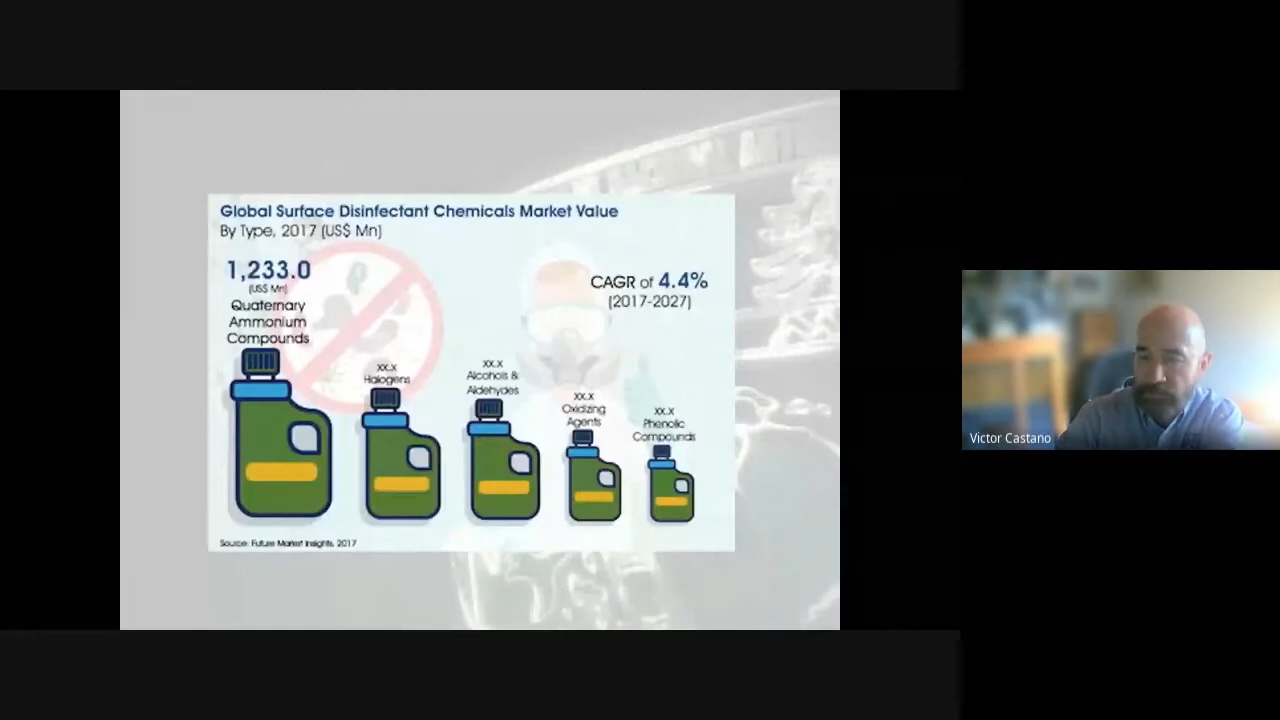 Global Surface Disinfectant Chemicals Market Value
By Type, 2017 (US$ Mn)
1,233.0
(US$ Mn)
Quaternary
Ammonium
Compounds
CAGR of 4.4%
(2017-2027)
xx.x
Halogens
xx.x
Alcohols &
Aldehydes
xx.x
Oxidizing
Agents
xx.x
Phenolic
Compounds
Source: Future Market Insights, 2017
Victor Castano